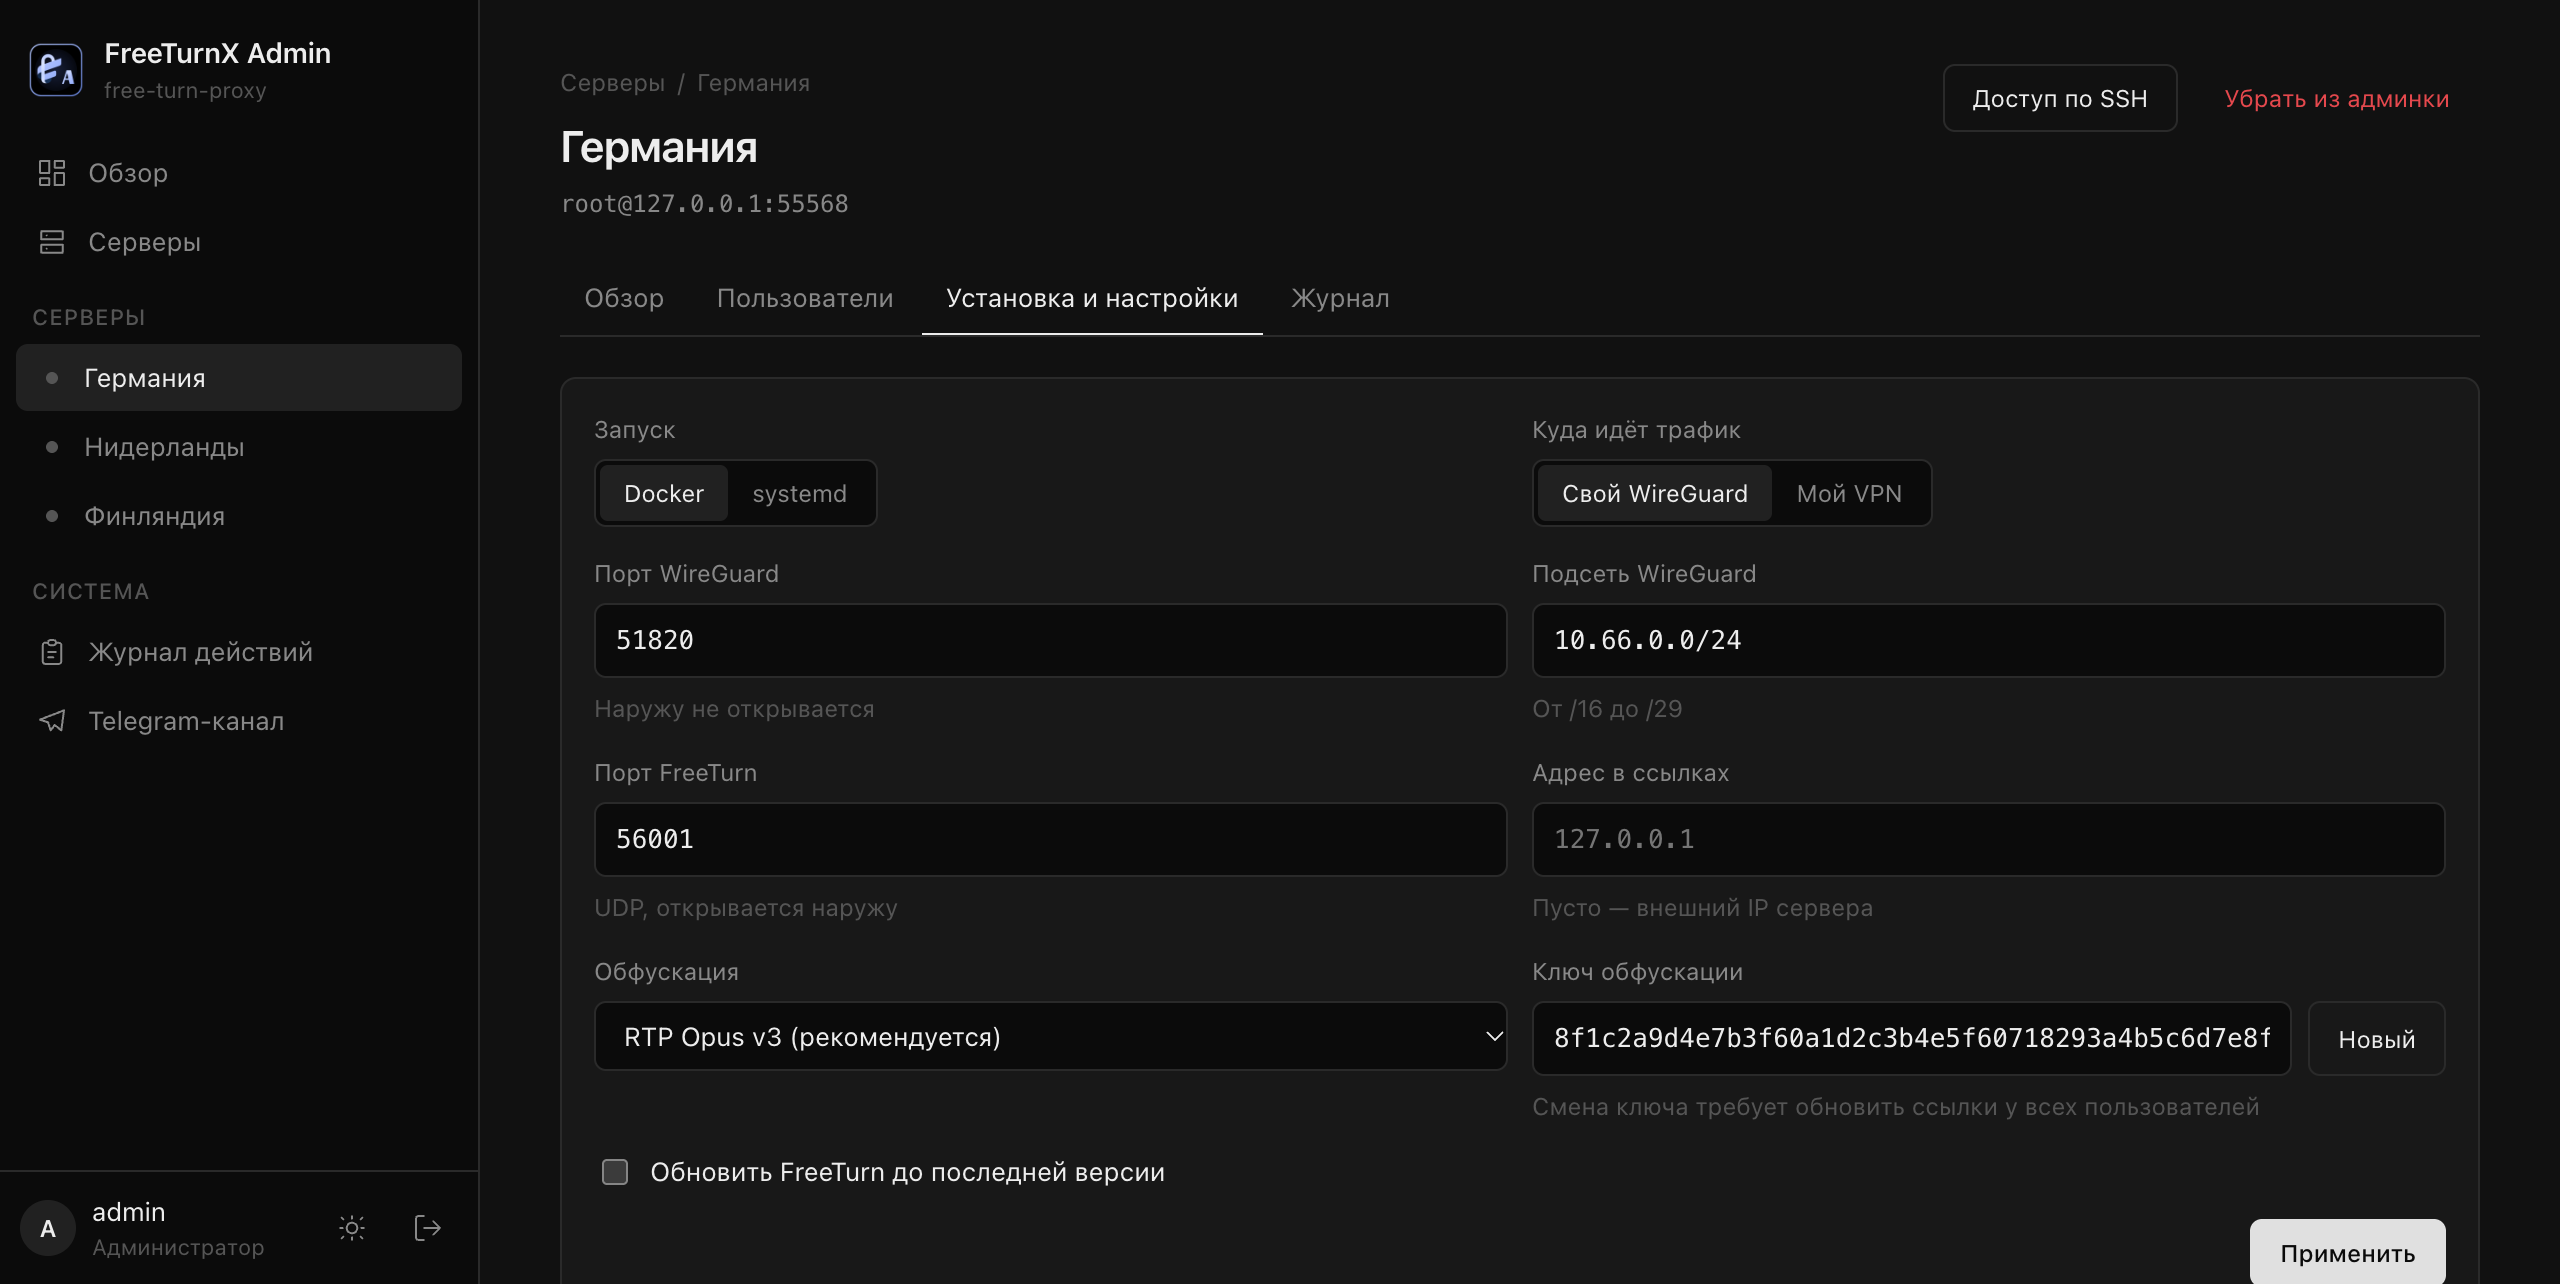 FreeTurnX Admin
free-turn-proxy
Обзор
Серверы
СЕРВЕРЫ
Германия
Нидерланды
Финляндия
СИСТЕМА
Журнал действий
Telegram-канал
A
admin
Администратор
Серверы / Германия
Германия
root@127.0.0.1:55568
Доступ по SSH
Убрать из админки
Обзор
Пользователи
Установка и настройки
Журнал
Запуск
Docker
systemd
Куда идёт трафик
Свой WireGuard
Мой VPN
Порт WireGuard
51820
Наружу не открывается
Подсеть WireGuard
10.66.0.0/24
От /16 до /29
Порт FreeTurn
56001
UDP, открывается наружу
Адрес в ссылках
127.0.0.1
Пусто — внешний IP сервера
Обфускация
RTP Opus v3 (рекомендуется)
Ключ обфускации
8f1c2a9d4e7b3f60a1d2c3b4e5f60718293a4b5c6d7e8f
Новый
Смена ключа требует обновить ссылки у всех пользователей
Обновить FreeTurn до последней версии
Применить